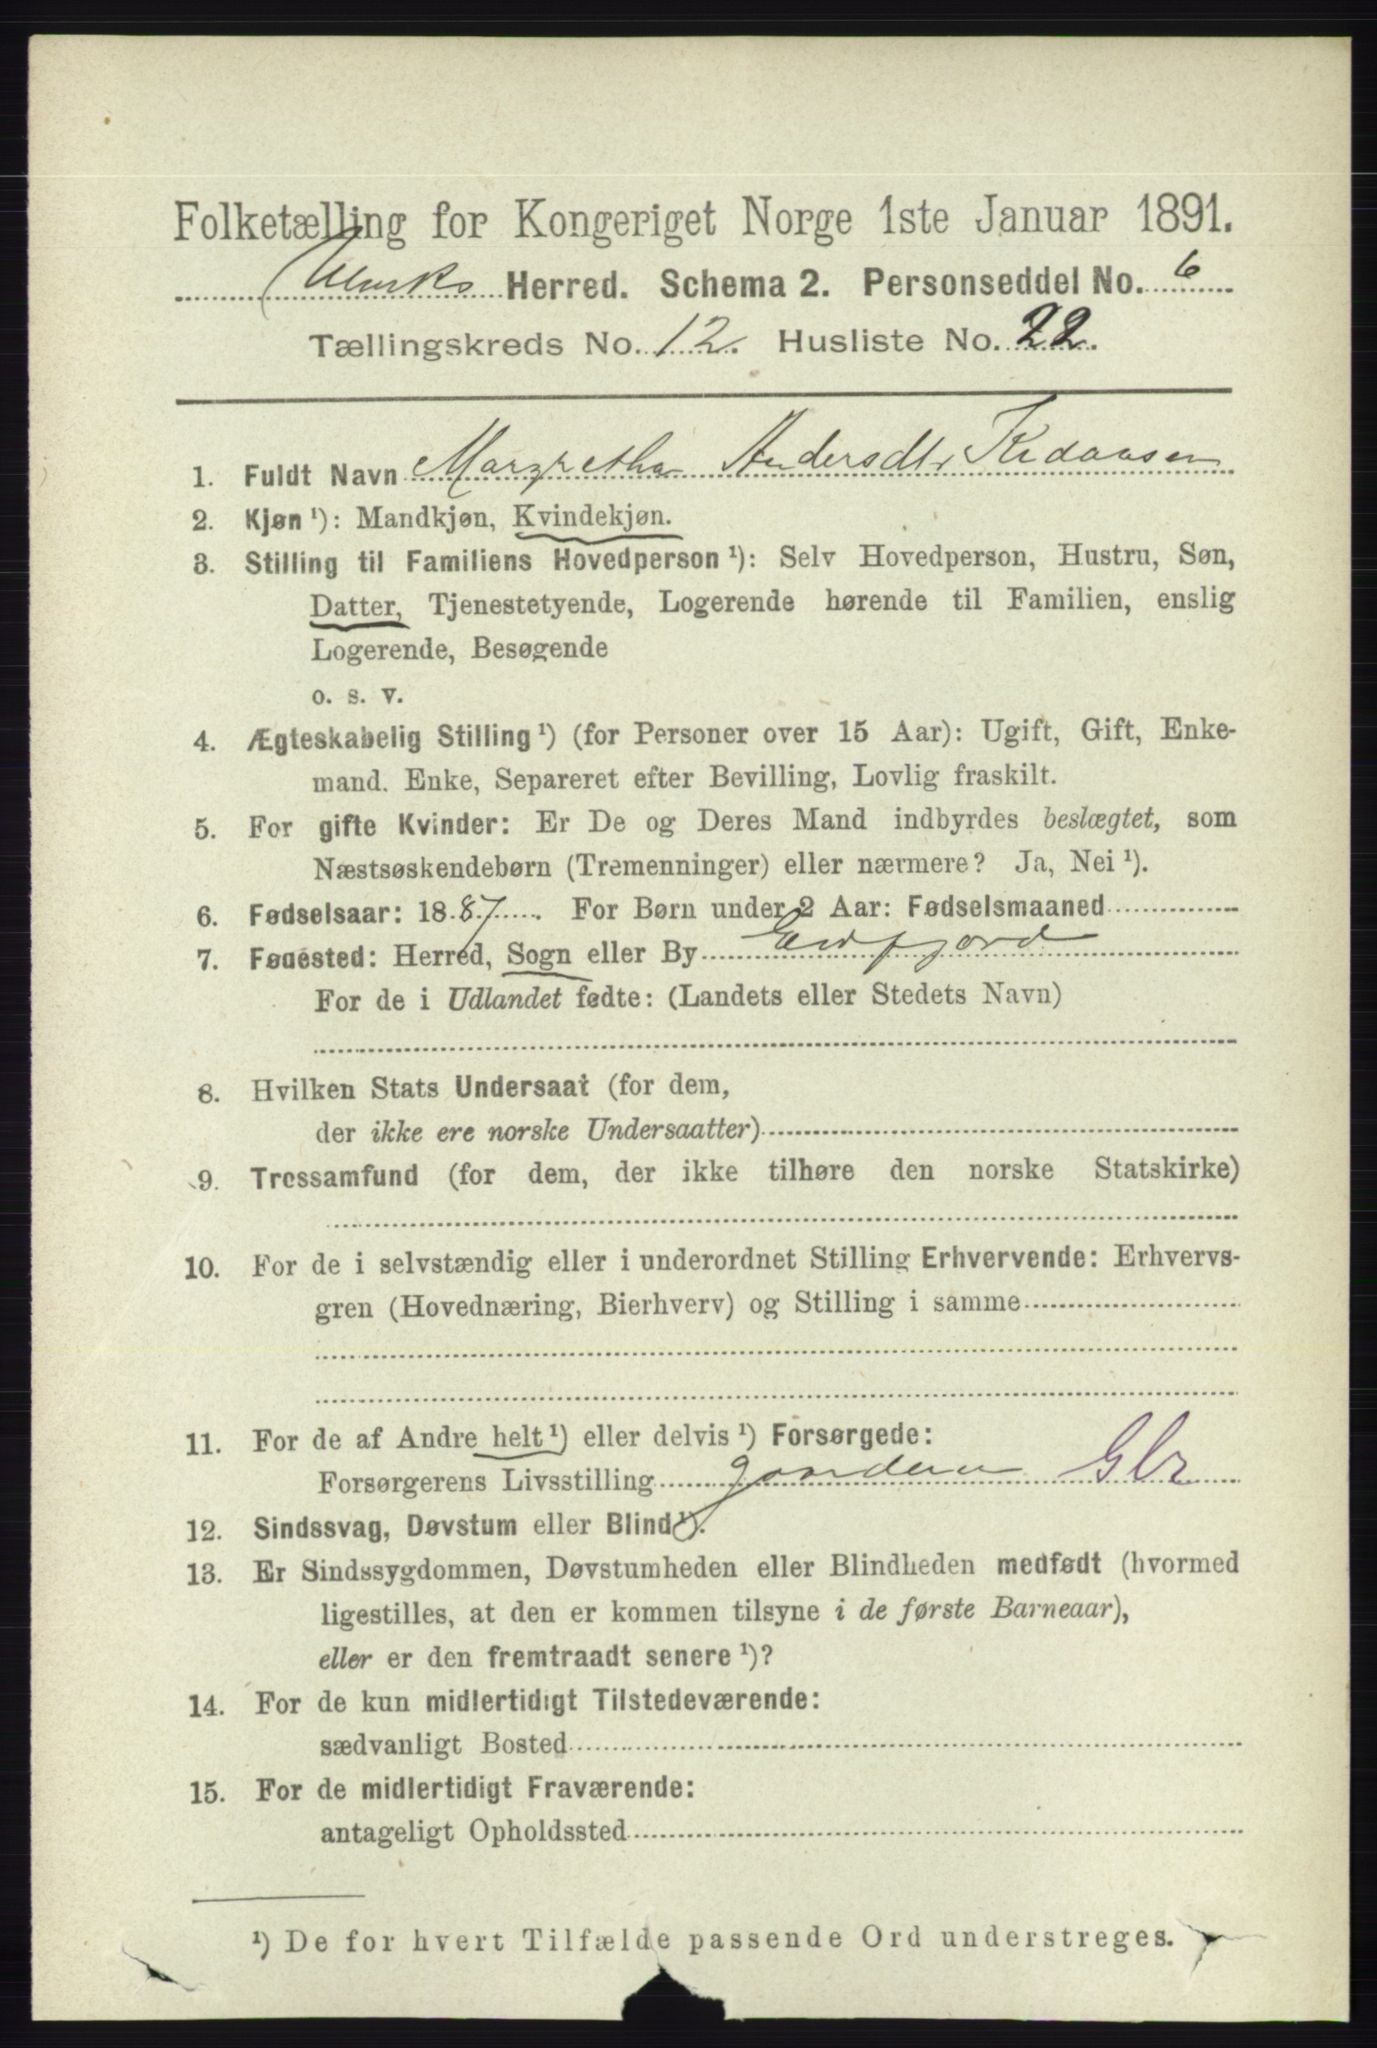 Folketælling for Kongeriget Norge 1ste Januar 1891.
Herred. Schema 2. Personseddel No. 6
Tællingskreds No. 12. Husliste No. 22.
1. Fuldt Navn Margretha Andersdtr
2. Kjøn ¹): Mandkjøn, Kvindekjøn.
3. Stilling til Familiens Hovedperson ¹): Selv Hovedperson, Hustru, Søn,
Datter, Tjenestetyende, Logerende hørende til Familien, enslig
Logerende, Besøgende
o. s. v.
4. Ægteskabelig Stilling ¹) (for Personer over 15 Aar): Ugift, Gift, Enke-
mand. Enke, Separeret efter Bevilling, Lovlig fraskilt.
5. For gifte Kvinder: Er De og Deres Mand indbyrdes beslægtet, som
Næstsøskendebørn (Tremenninger) eller nærmere? Ja, Nei ¹).
6. Fødselsaar: 1887. For Børn under 2 Aar: Fødselsmaaned
7. Fødested: Herred, Sogn eller By Eidfjord
For de i Udlandet fødte: (Landets eller Stedets Navn)
8. Hvilken Stats Undersaat (for dem,
der ikke ere norske Undersaatter)
9. Trossamfund (for dem, der ikke tilhøre den norske Statskirke)
10. For de i selvstændig eller i underordnet Stilling Erhvervende: Erhvervs-
gren (Hovednæring, Bierhverv) og Stilling i samme
11. For de af Andre helt ¹) eller delvis ¹) Forsørgede:
Forsørgerens Livsstilling Gbr
12. Sindssvag, Døvstum eller Blind ¹).
13. Er Sindssygdommen, Døvstumheden eller Blindheden medfødt (hvormed
ligestilles, at den er kommen tilsyne i de første Barneaar),
eller er den fremtraadt senere ¹)?
14. For de kun midlertidigt Tilstedeværende:
sædvanligt Bosted
15. For de midlertidigt Fraværende:
antageligt Opholdssted
¹) De for hvert Tilfælde passende Ord understreges.